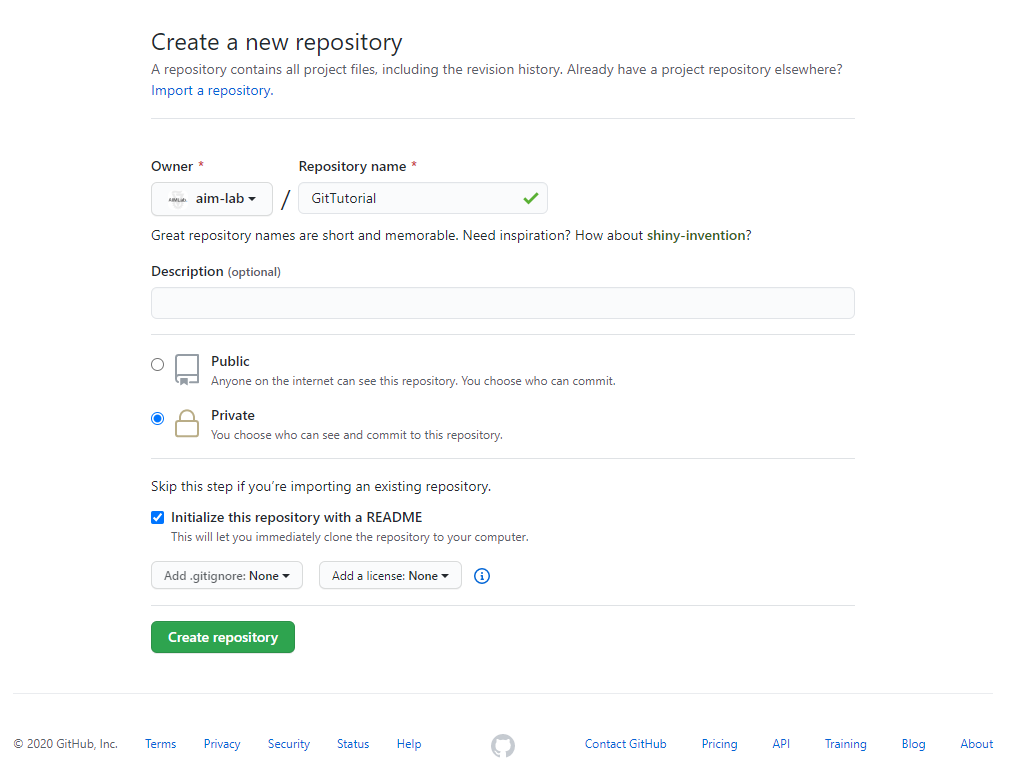 Create a new repository
A repository contains all project files, including the revision history. Already have a project repository elsewhere?
Import a repository.
Owner * Repository name *
aim-lab / GitTutorial
Great repository names are short and memorable. Need inspiration? How about shiny-invention?
Description (optional)
Public
Anyone on the internet can see this repository. You choose who can commit.
Private
You choose who can see and commit to this repository.
Skip this step if you’re importing an existing repository.
Initialize this repository with a README
This will let you immediately clone the repository to your computer.
Add .gitignore: None Add a license: None
Create repository
© 2020 GitHub, Inc. Terms Privacy Security Status Help Contact GitHub Pricing API Training Blog About